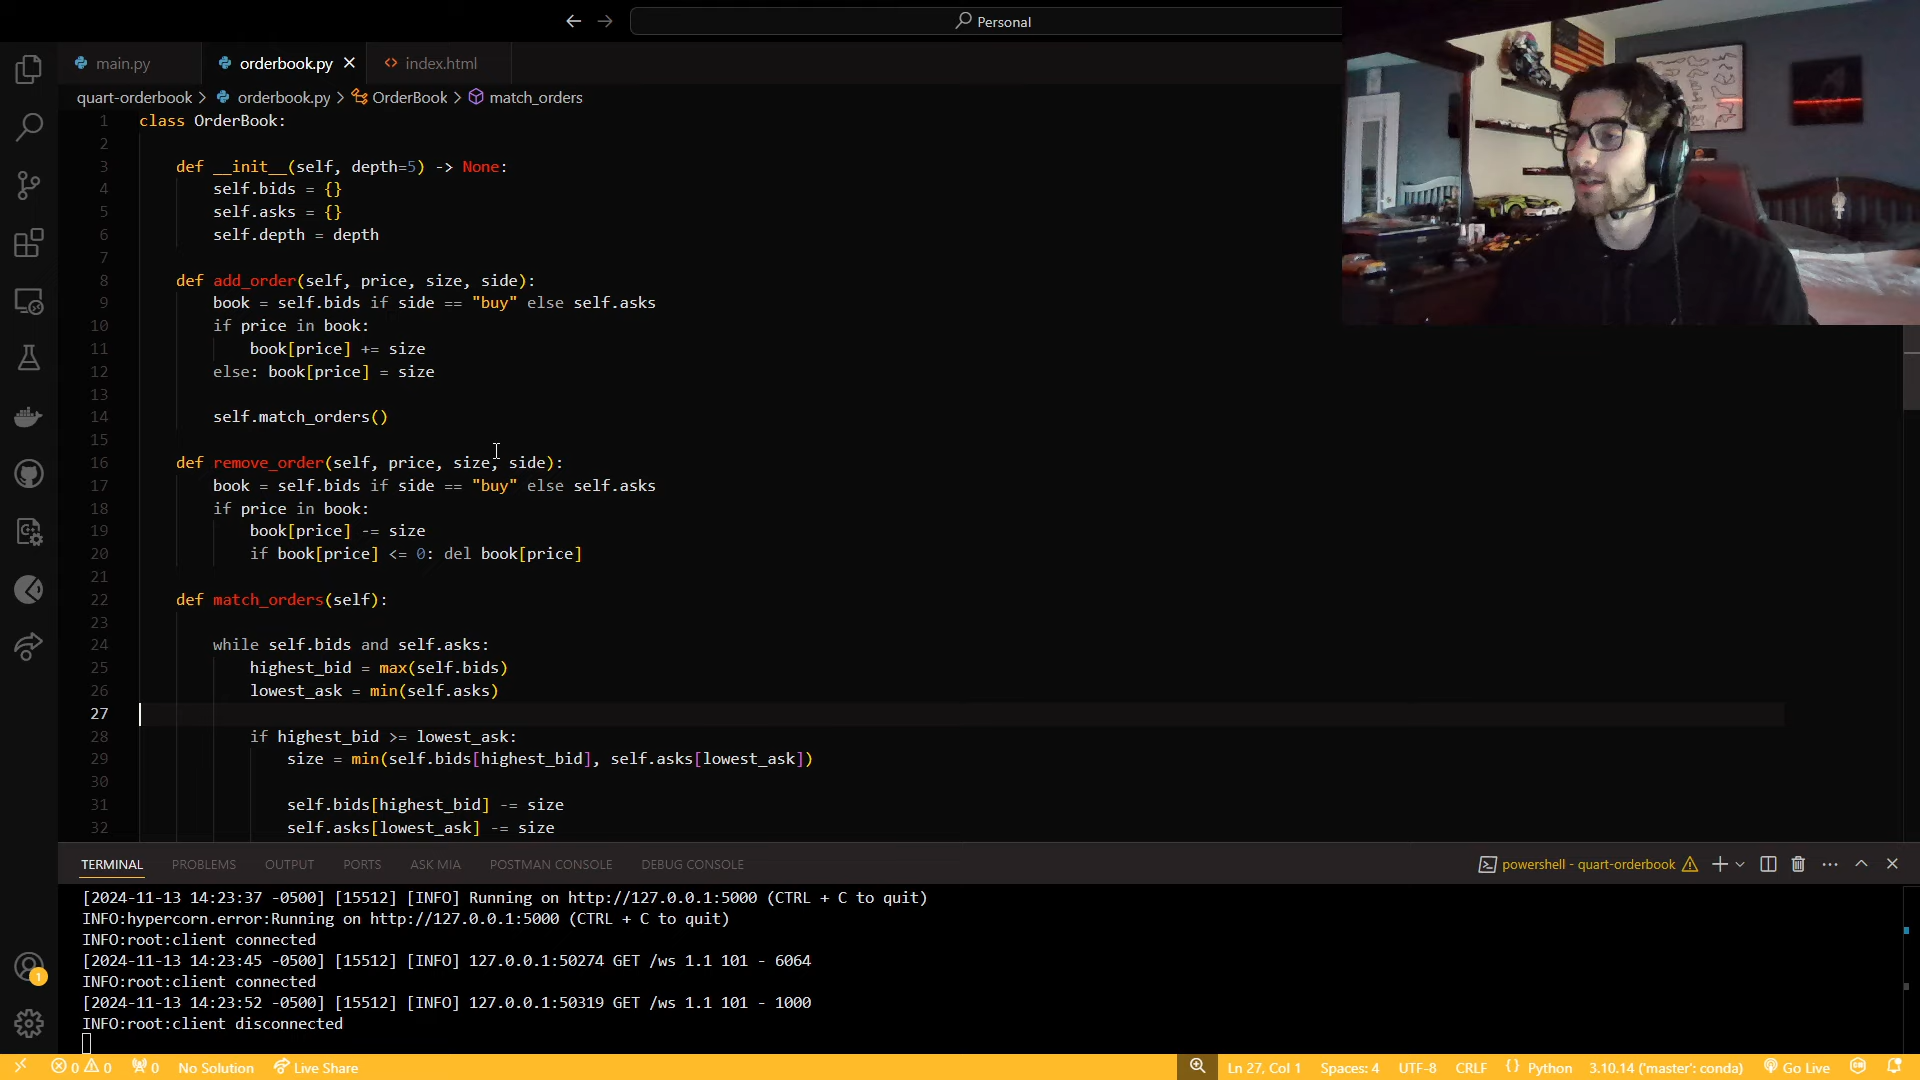 Personal
main.py
orderbook.py
index.html
quart-orderbook > orderbook.py > OrderBook > match_orders
1 class OrderBook:
2
3 def __init__(self, depth=5) -> None:
4 self.bids = {}
5 self.asks = {}
6 self.depth = depth
7
8 def add_order(self, price, size, side):
9 book = self.bids if side == "buy" else self.asks
10 if price in book:
11 book[price] += size
12 else: book[price] = size
13
14 self.match_orders()
15
16 def remove_order(self, price, size, side):
17 book = self.bids if side == "buy" else self.asks
18 if price in book:
19 book[price] -= size
20 if book[price] <= 0: del book[price]
21
22 def match_orders(self):
23
24 while self.bids and self.asks:
25 highest_bid = max(self.bids)
26 lowest_ask = min(self.asks)
27
28 if highest_bid >= lowest_ask:
29 size = min(self.bids[highest_bid], self.asks[lowest_ask])
30
31 self.bids[highest_bid] -= size
32 self.asks[lowest_ask] -= size
TERMINAL PROBLEMS OUTPUT PORTS ASK MIA POSTMAN CONSOLE DEBUG CONSOLE powershell - quart-orderbook
[2024-11-13 14:23:37 -0500] [15512] [INFO] Running on http://127.0.0.1:5000 (CTRL + C to quit)
INFO:hypercorn.error:Running on http://127.0.0.1:5000 (CTRL + C to quit)
INFO:root:client connected
[2024-11-13 14:23:45 -0500] [15512] [INFO] 127.0.0.1:50274 GET /ws 1.1 101 - 6064
INFO:root:client connected
[2024-11-13 14:23:52 -0500] [15512] [INFO] 127.0.0.1:50319 GET /ws 1.1 101 - 1000
INFO:root:client disconnected
1
0 0 0 No Solution Live Share Ln 27, Col 1 Spaces: 4 UTF-8 CRLF Python 3.10.14 ('master': conda) Go Live